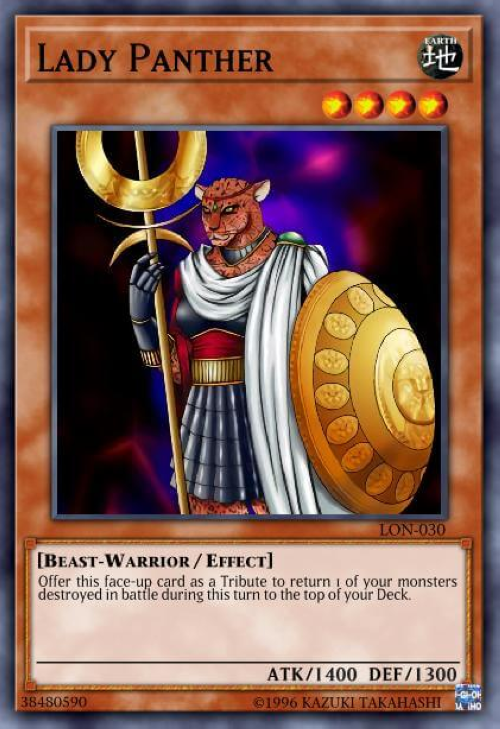 LADY PANTHER
EARTH
地
LON-030
[BEAST-WARRIOR / EFFECT]
Offer this face-up card as a Tribute to return 1 of your monsters
destroyed in battle during this turn to the top of your Deck.
ATK/1400 DEF/1300
38480590
©1996 KAZUKI TAKAHASHI